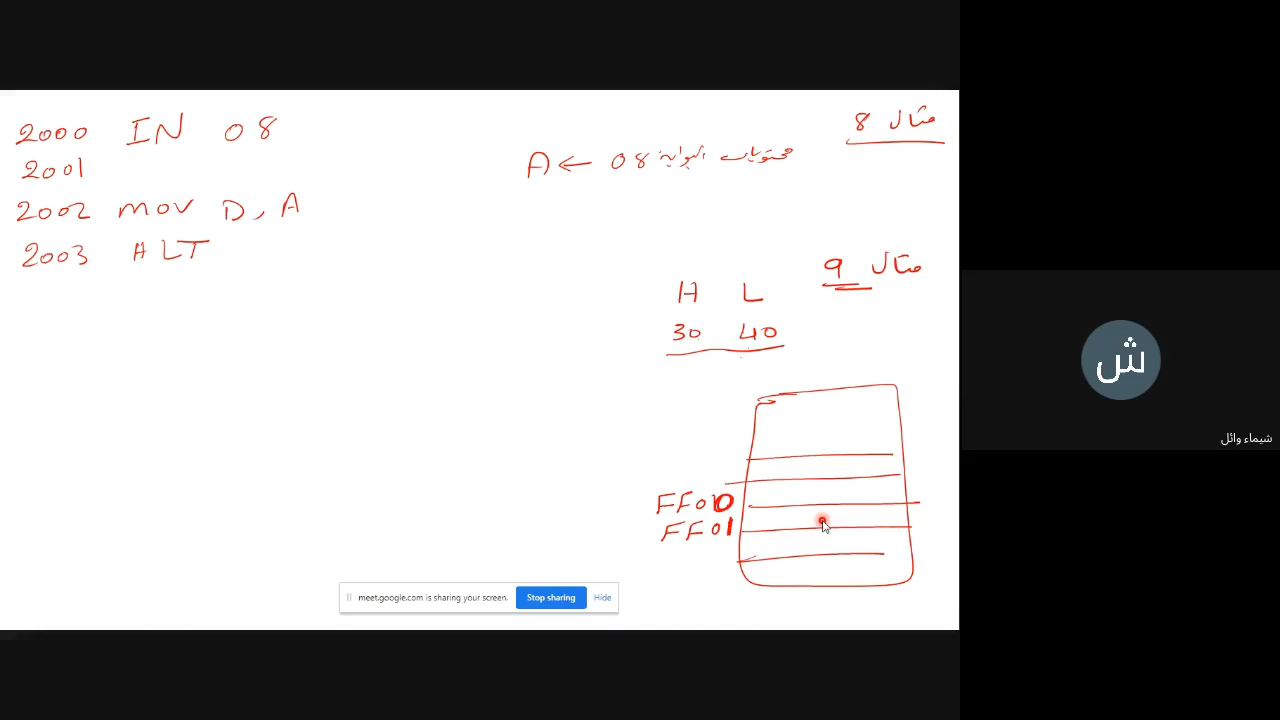 مثال 8
2000 IN 08
A ← 08 محتويات البوابة
2001
2002 MOV D, A
2003 ALT
مثال 9
H L
30 40
FF00
FF01
meet.google.com is sharing your screen. Stop sharing Hide
ش
شيماء وائل